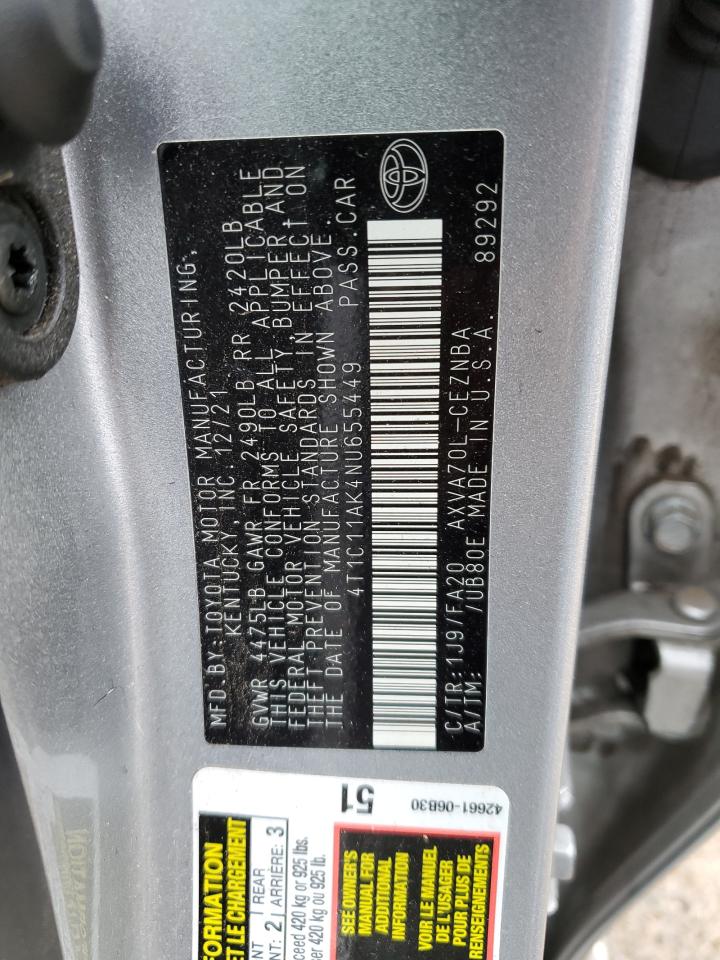 MFD. BY: TOYOTA MOTOR MANUFACTURING,
KENTUCKY, INC. 12/21
GVWR 4475LB GAWR FR 2490LB RR 2420LB
THIS VEHICLE CONFORMS TO ALL APPLICABLE
FEDERAL MOTOR VEHICLE SAFETY, BUMPER, AND
THEFT PREVENTION STANDARDS IN EFFECT ON
THE DATE OF MANUFACTURE SHOWN ABOVE.
4T1C11AK4NU655449 PASS.CAR
C/TR:1J9/FA20 AXVA70L-CEZNBA
A/TM: /UB80E MADE IN U.S.A. 89292
FORMATION
ET LE CHARGEMENT
NT 2 REAR 3
NT: ARRIÈRE:
ceed 420 kg or 925 lbs.
ser 420 kg ou 925 lb.
51
42661-06B30
SEE OWNER'S
MANUAL FOR
ADDITIONAL
INFORMATION
VOIR LE MANUEL
DE L'USAGER
POUR PLUS DE
RENSEIGNEMENTS